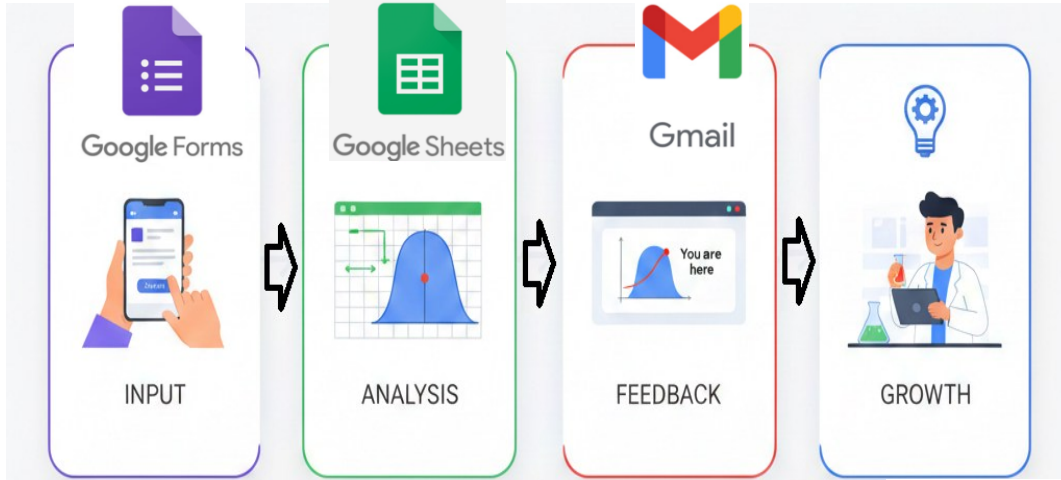 Google Forms
INPUT
Google Sheets
ANALYSIS
Gmail
You are
here
FEEDBACK
GROWTH